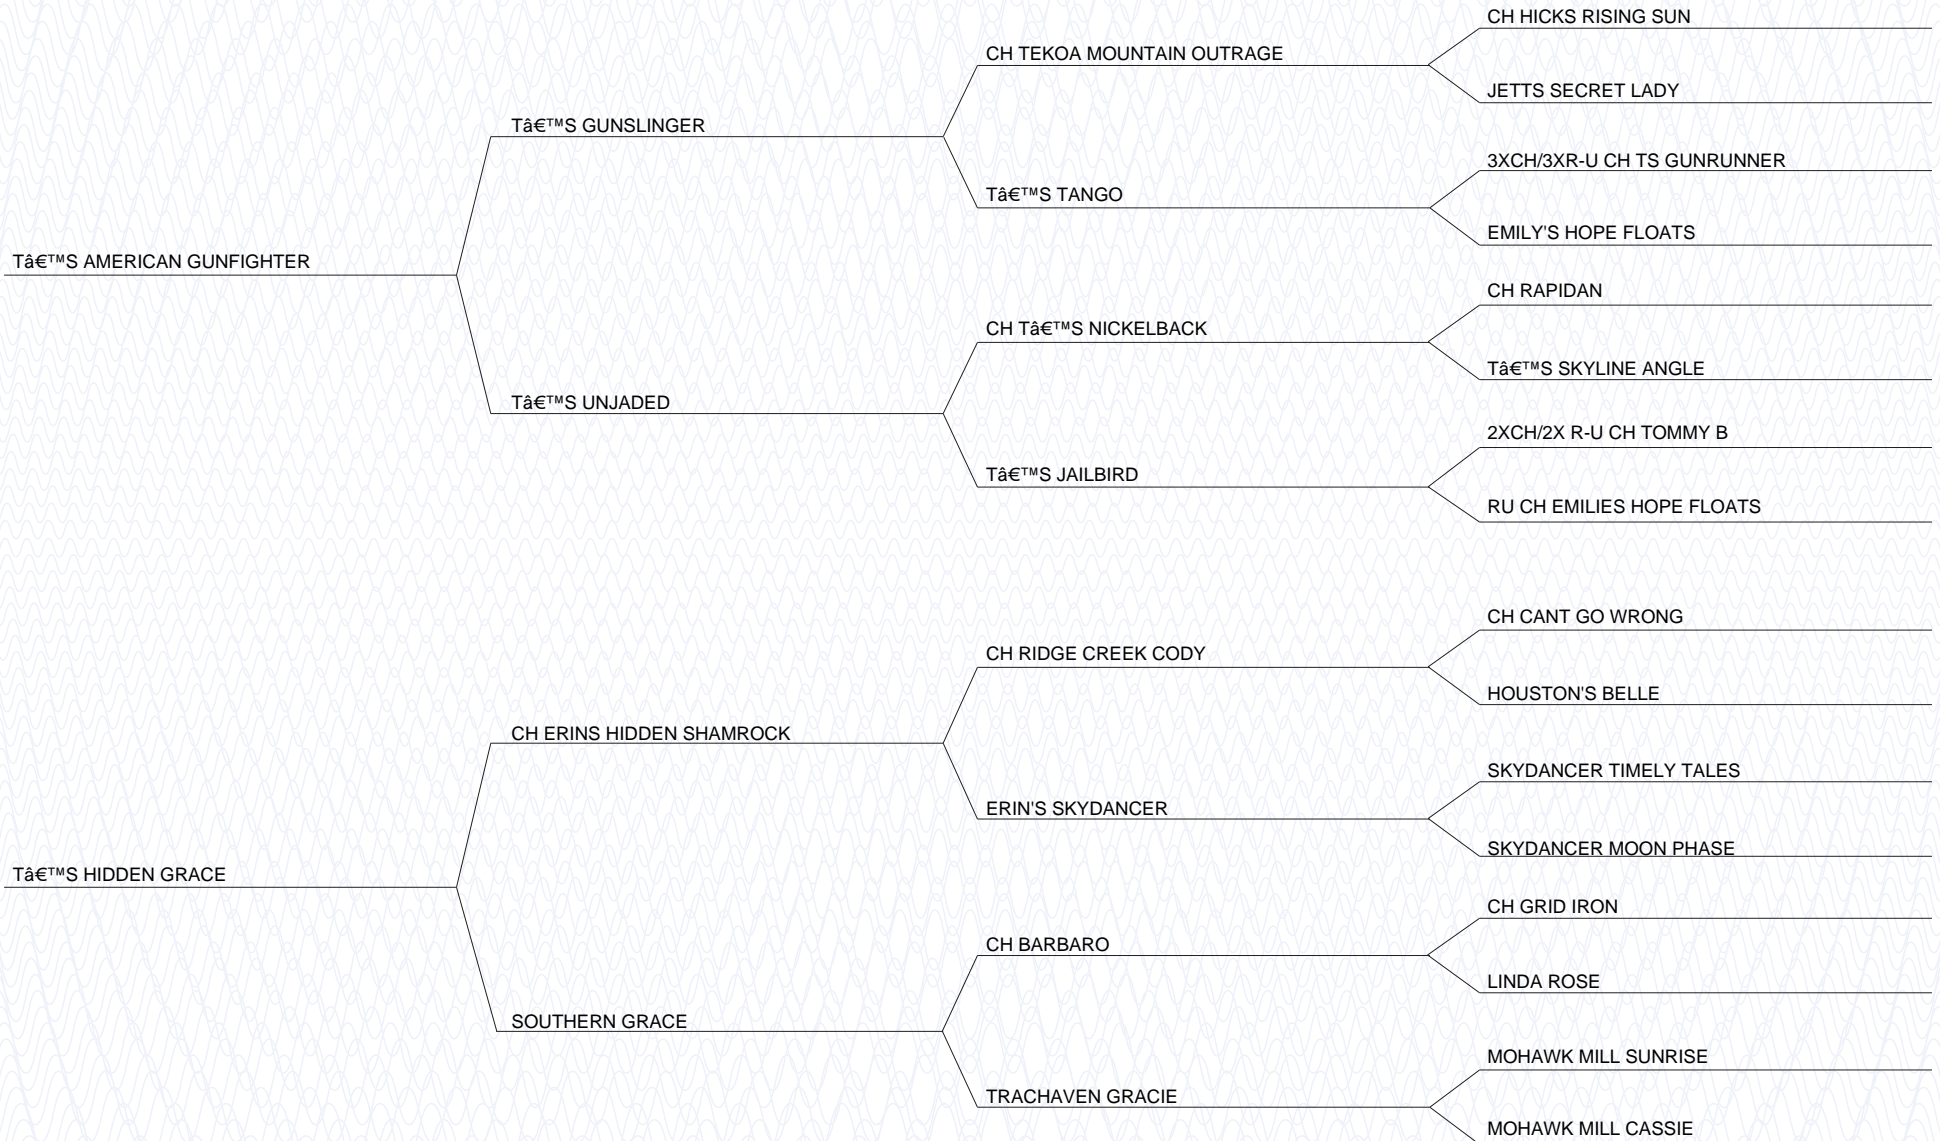 CH HICKS RISING SUN
CH TEKOA MOUNTAIN OUTRAGE
JETTS SECRET LADY
Tâ€™S GUNSLINGER
3XCH/3XR-U CH TS GUNRUNNER
Tâ€™S TANGO
EMILY'S HOPE FLOATS
Tâ€™S AMERICAN GUNFIGHTER
CH RAPIDAN
CH Tâ€™S NICKELBACK
Tâ€™S SKYLINE ANGLE
Tâ€™S UNJADED
2XCH/2X R-U CH TOMMY B
Tâ€™S JAILBIRD
RU CH EMILIES HOPE FLOATS
CH CANT GO WRONG
CH RIDGE CREEK CODY
HOUSTON'S BELLE
CH ERINS HIDDEN SHAMROCK
SKYDANCER TIMELY TALES
ERIN'S SKYDANCER
SKYDANCER MOON PHASE
Tâ€™S HIDDEN GRACE
CH GRID IRON
CH BARBARO
LINDA ROSE
SOUTHERN GRACE
MOHAWK MILL SUNRISE
TRACHAVEN GRACIE
MOHAWK MILL CASSIE